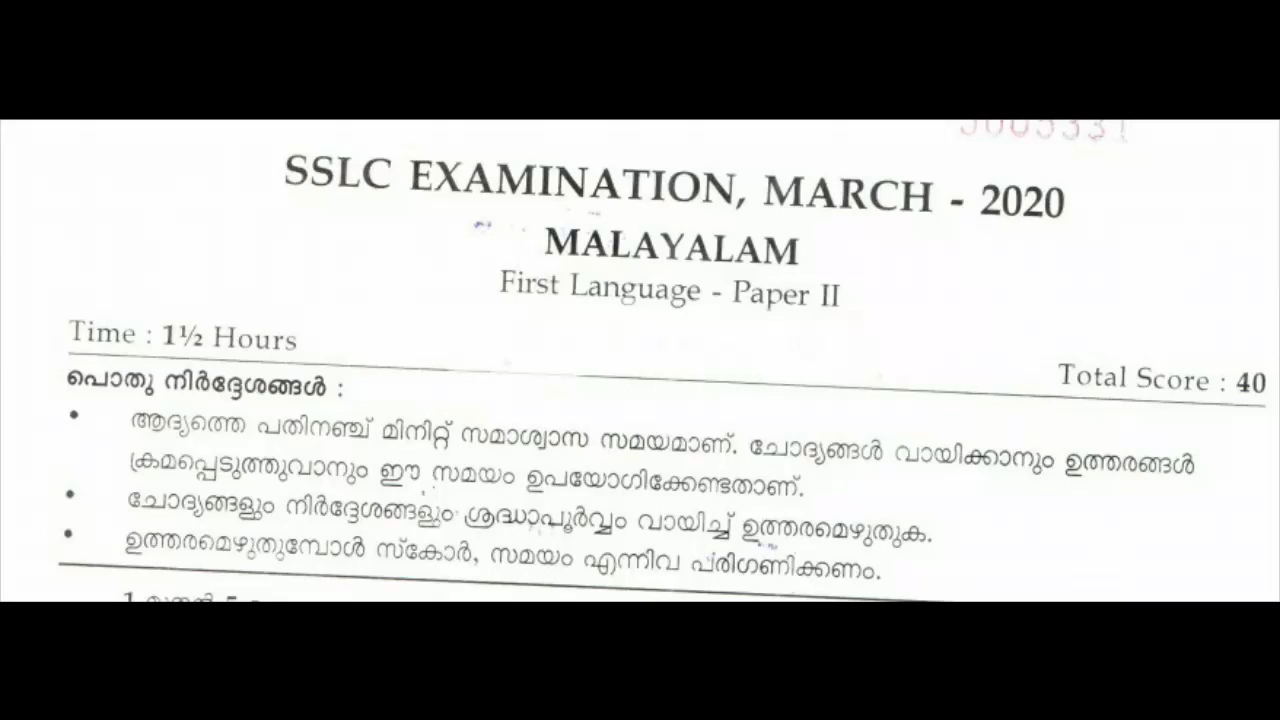 SSLC EXAMINATION, MARCH - 2020
MALAYALAM
First Language - Paper II
Time : 1½ Hours
Total Score : 40
പൊതു നിർദ്ദേശങ്ങൾ :
• ആദ്യത്തെ പതിനഞ്ച് മിനിറ്റ് സമാശ്വാസ സമയമാണ്. ചോദ്യങ്ങൾ വായിക്കാനും ഉത്തരങ്ങൾ
ക്രമപ്പെടുത്തുവാനും ഈ സമയം ഉപയോഗിക്കേണ്ടതാണ്.
• ചോദ്യങ്ങളും നിർദ്ദേശങ്ങളും ശ്രദ്ധാപൂർവ്വം വായിച്ച് ഉത്തരമെഴുതുക.
• ഉത്തരമെഴുതുമ്പോൾ സ്കോർ, സമയം എന്നിവ പരിഗണിക്കണം.